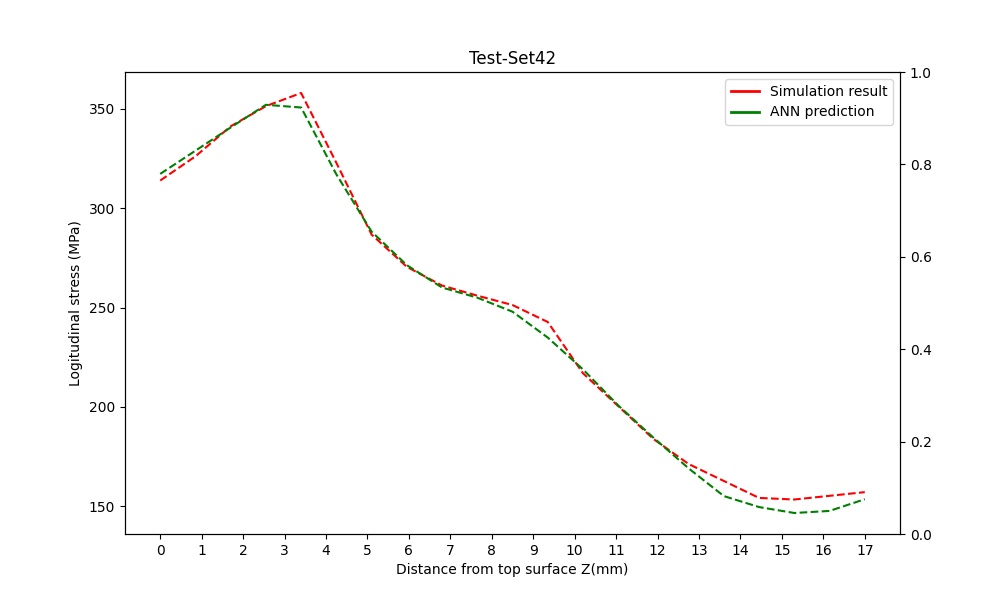 Test-Set42
Simulation result
ANN prediction
Logitudinal stress (MPa)
350
300
250
200
150
1.0
0.8
0.6
0.4
0.2
0.0
0 1 2 3 4 5 6 7 8 9 10 11 12 13 14 15 16 17
Distance from top surface Z(mm)